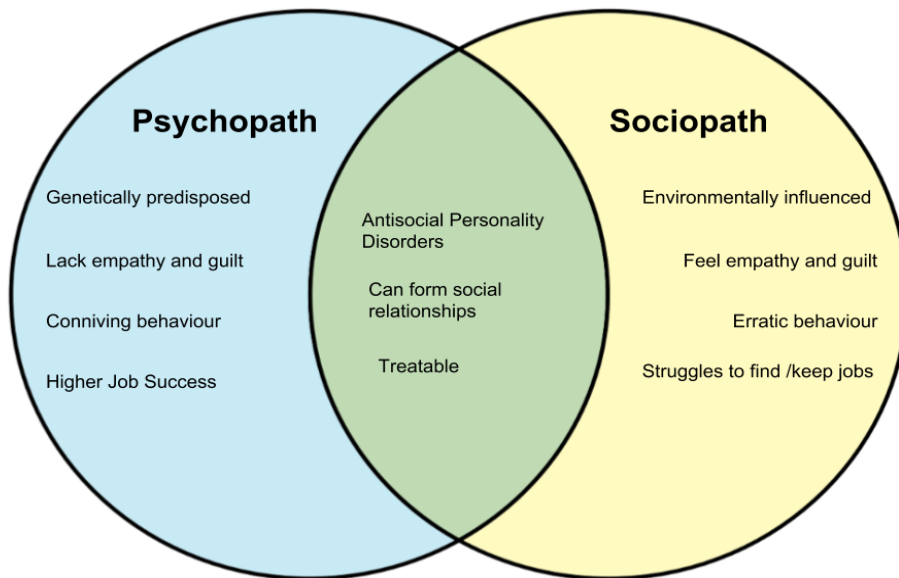 Psychopath
Genetically predisposed
Lack empathy and guilt
Conniving behaviour
Higher Job Success
Antisocial Personality
Disorders
Can form social
relationships
Treatable
Sociopath
Environmentally influenced
Feel empathy and guilt
Erratic behaviour
Struggles to find /keep jobs